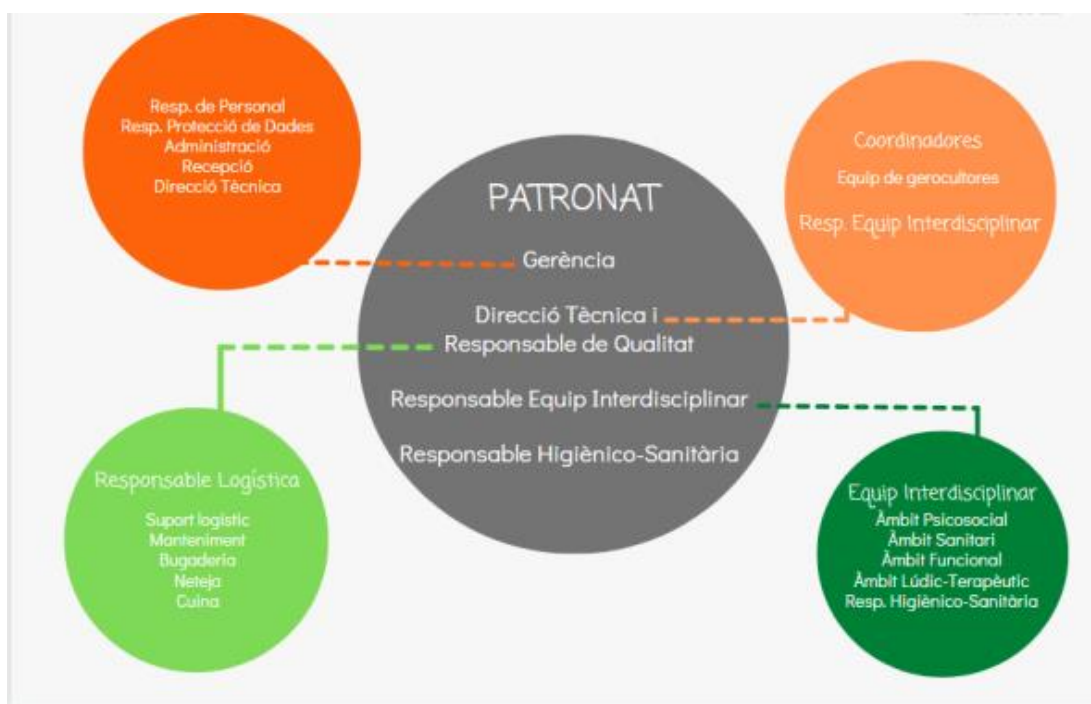 Resp. de Personal
Resp. Protecció de Dades
Administració
Recepció
Direcció Tècnica
PATRONAT
Gerència
Direcció Tècnica i
Responsable de Qualitat
Responsable Equip Interdisciplinar
Responsable Higiènico-Sanitària
Coordinadores
Equip de gerocultores
Resp. Equip Interdisciplinar
Responsable Logística
Suport logístic
Manteniment
Bugaderia
Neteja
Cuina
Equip Interdisciplinar
Àmbit Psicosocial
Àmbit Sanitari
Àmbit Funcional
Àmbit Lúdic-Terapèutic
Resp. Higiènico-Sanitària